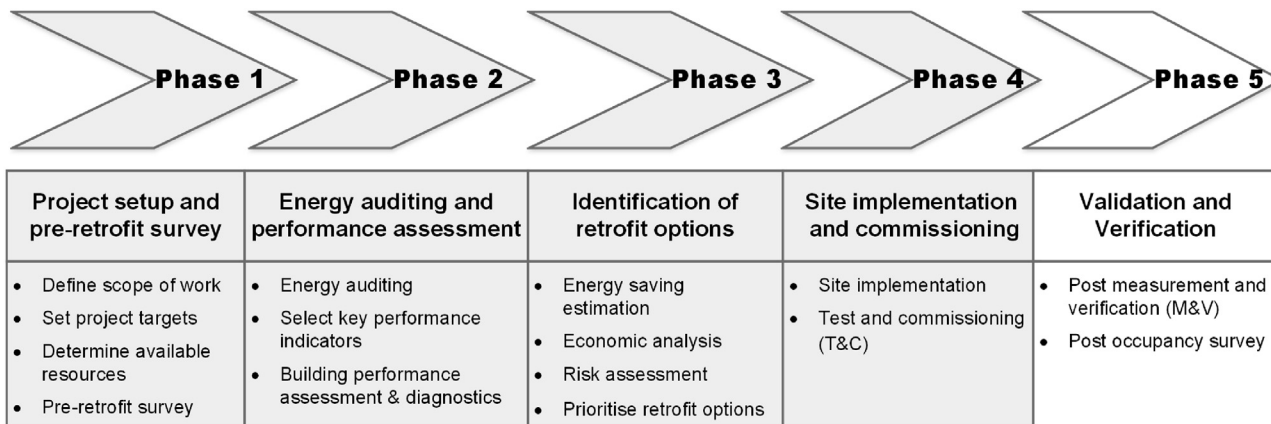 Phase 1
Phase 2
Phase 3
Phase 4
Phase 5
Project setup and
pre-retrofit survey
Energy auditing and
performance assessment
Identification of
retrofit options
Site implementation
and commissioning
Validation and
Verification
• Define scope of work
• Set project targets
• Determine available
resources
• Pre-retrofit survey
• Energy auditing
• Select key performance
indicators
• Building performance
assessment & diagnostics
• Energy saving
estimation
• Economic analysis
• Risk assessment
• Prioritise retrofit options
• Site implementation
• Test and commissioning
(T&C)
• Post measurement and
verification (M&V)
• Post occupancy survey